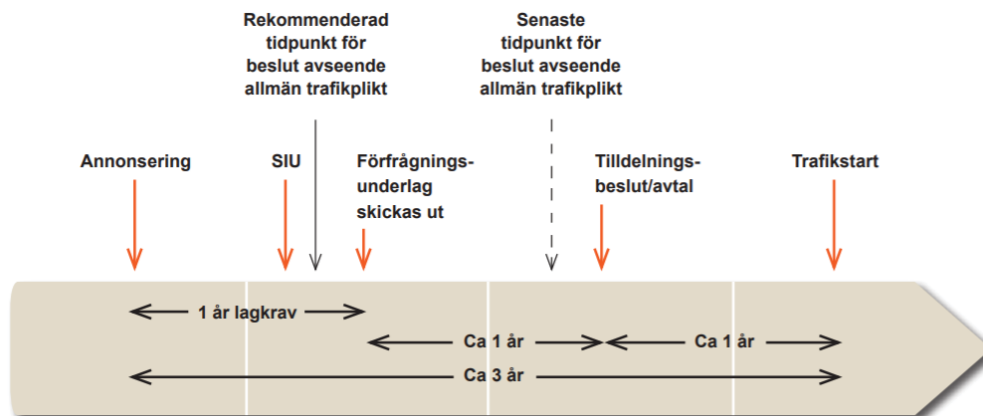 Rekommenderad
tidpunkt för
beslut avseende
allmän trafikplikt
Senaste
tidpunkt för
beslut avseende
allmän trafikplikt
Annonsering
SIU
Förfrågnings-
underlag
skickas ut
Tilldelnings-
beslut/avtal
Trafikstart
1 år lagkrav
Ca 1 år
Ca 1 år
Ca 3 år